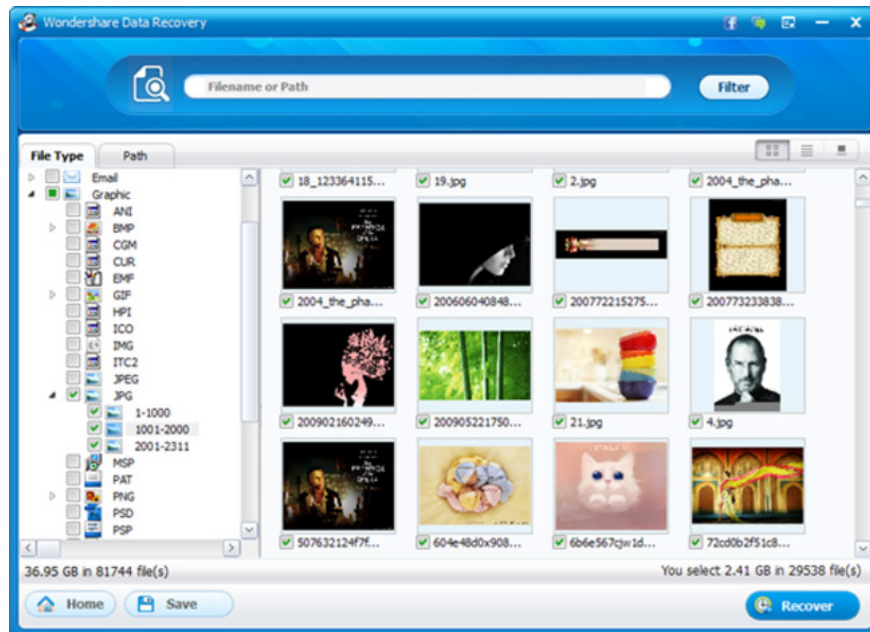 Wondershare Data Recovery
Filename or Path
Filter
File Type
Path
Email
Graphic
ANI
BMP
CGM
CUR
EMF
GIF
HPI
ICO
IMG
ITC2
JPEG
JPG
1-1000
1001-2000
2001-2311
MSP
PAT
PNG
PSD
PSP
18_123364115...
19.jpg
2.jpg
2004_the_pha...
2004_the_pha...
200606040848...
200772215275...
200773233838...
200902160249...
200905221750...
21.jpg
4.jpg
507632124f7f...
604e48d0x908...
6b6e567cjw1d...
72cd0b2f51c8...
36.95 GB in 81744 file(s)
You select 2.41 GB in 29538 file(s)
Home
Save
Recover